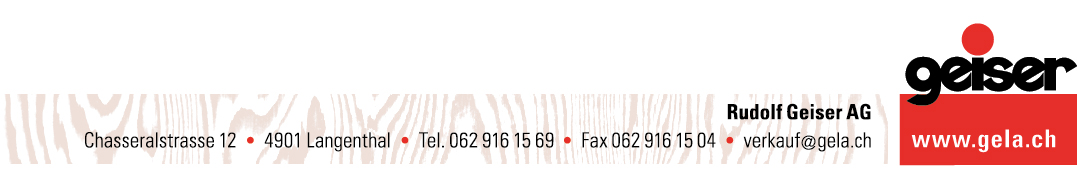 geiser
Rudolf Geiser AG
Chasseralstrasse 12 • 4901 Langenthal • Tel. 062 916 15 69 • Fax 062 916 15 04 • verkauf@gela.ch
www.gela.ch